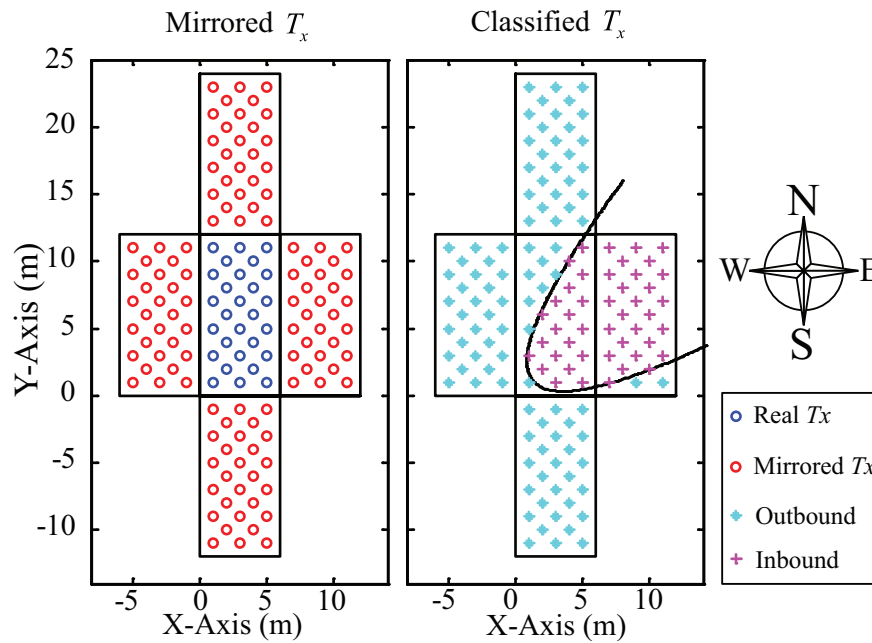 Mirrored Tx
Classified Tx
25
20
15
10
5
0
-5
-10
Y-Axis (m)
-5 0 5 10
X-Axis (m)
-5 0 5 10
X-Axis (m)
N
W E
S
Real Tx
Mirrored Tx
Outbound
Inbound